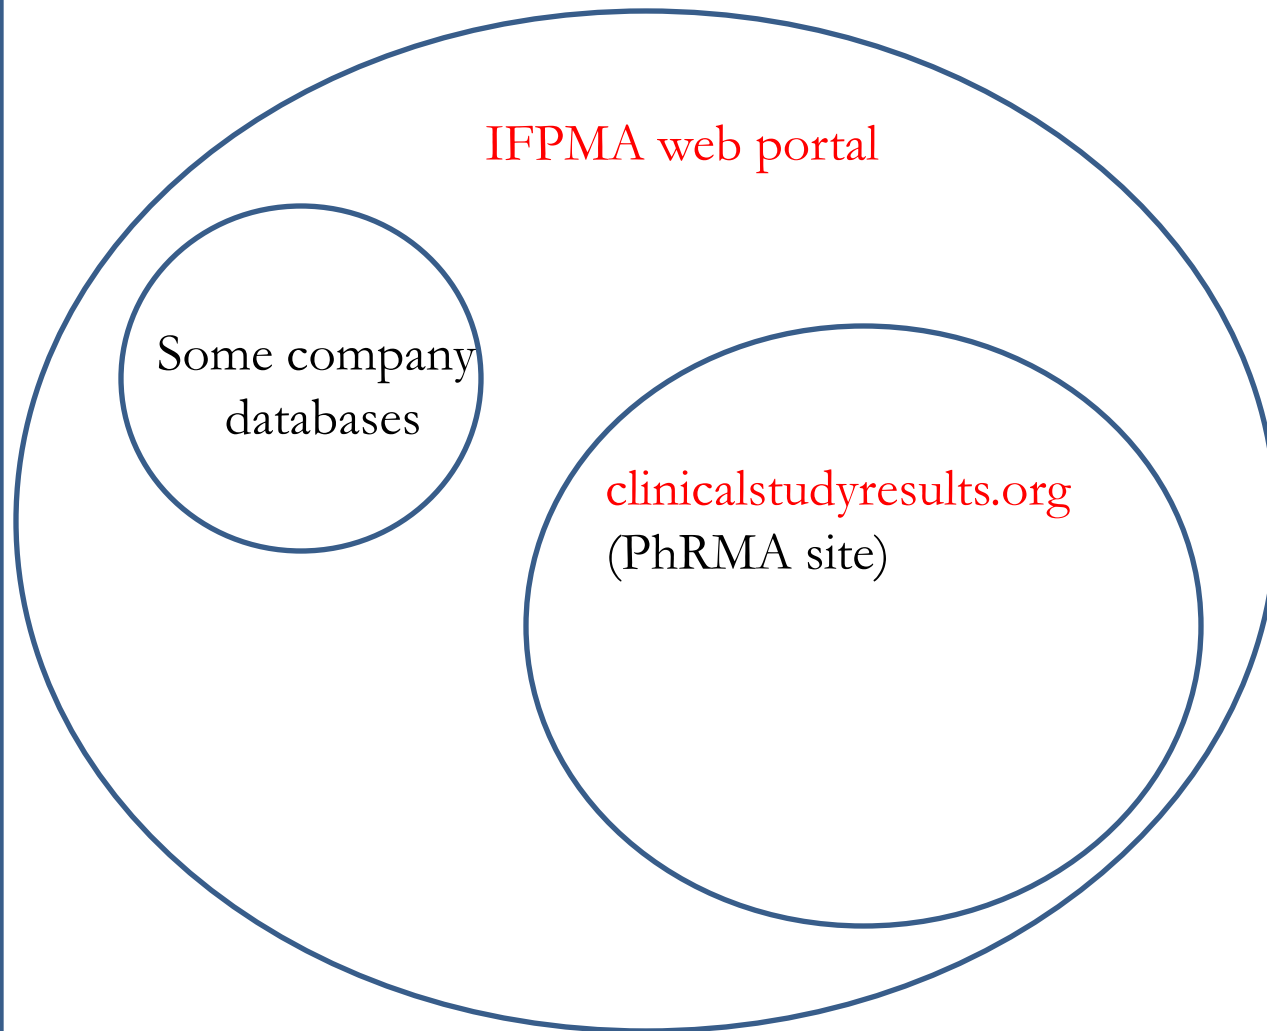 IFPMA web portal
Some company
databases
clinicalstudyresults.org
(PhRMA site)